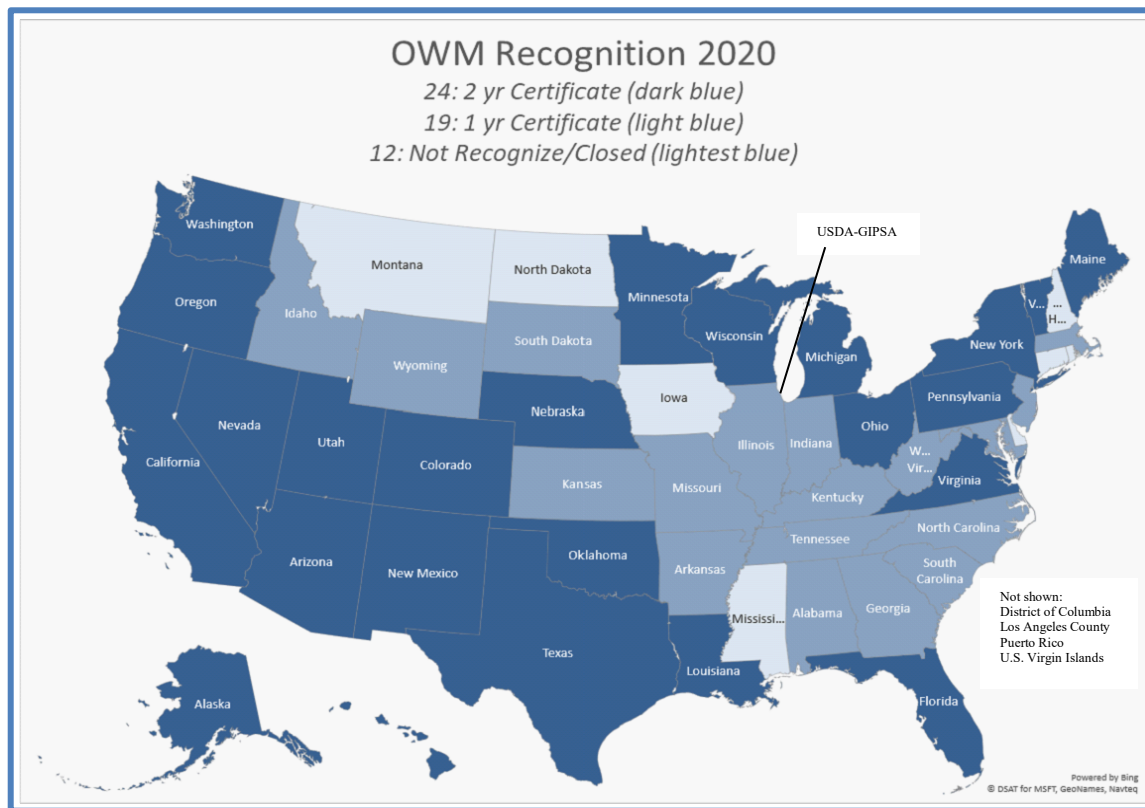 OWM Recognition 2020
24: 2 yr Certificate (dark blue)
19: 1 yr Certificate (light blue)
12: Not Recognize/Closed (lightest blue)
USDA-GIPSA
Washington
Montana
North Dakota
Minnesota
Maine
Oregon
Idaho
South Dakota
Wisconsin
Michigan
New York
V...
...
H...
Wyoming
Iowa
Nebraska
Pennsylvania
Ohio
Illinois
Indiana
Nevada
Utah
Colorado
California
Kansas
Missouri
W...
Vir...
Virginia
Kentucky
North Carolina
Tennessee
Arizona
New Mexico
Oklahoma
Arkansas
South
Carolina
Mississi...
Alabama
Georgia
Texas
Louisiana
Florida
Alaska
Not shown:
District of Columbia
Los Angeles County
Puerto Rico
U.S. Virgin Islands
Powered by Bing
© DSAT for MSFT, GeoNames, Navteq